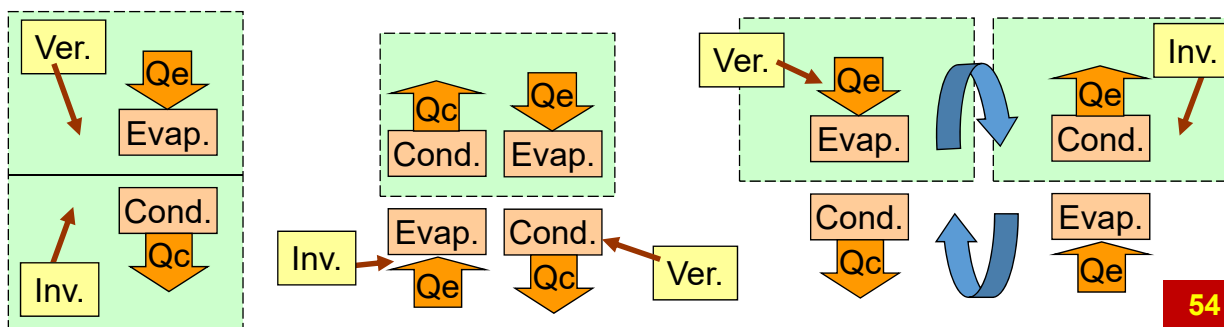 Ver.
Qe
Evap.
Cond.
Qc
Inv.
Qc
Qe
Cond.
Evap.
Evap.
Cond.
Inv.
Qe
Qc
Ver.
Ver.
Qe
Evap.
Inv.
Qe
Cond.
Cond.
Qc
Evap.
Qe
54